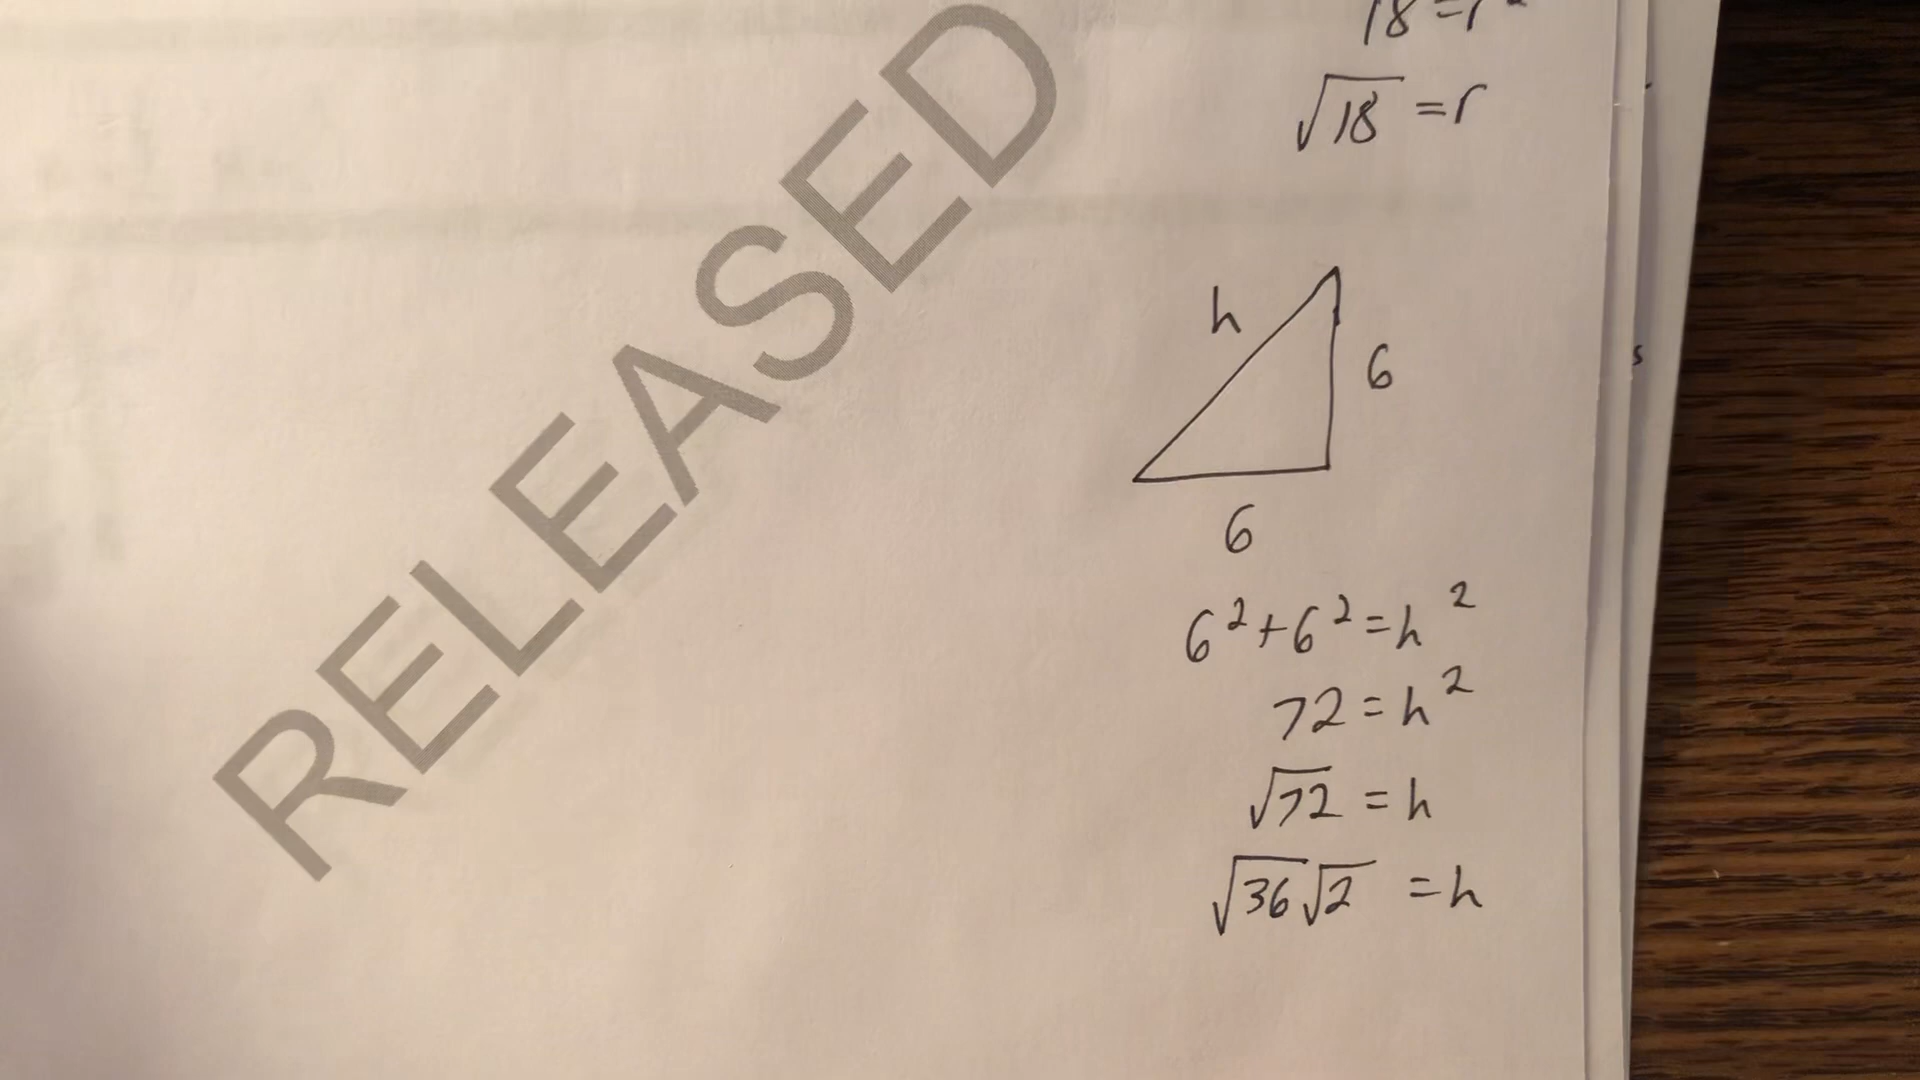 18=r²
√18 =r
RELEASED
h
6
6
6²+6²=h²
72=h²
√72=h
√36√2 =h
s